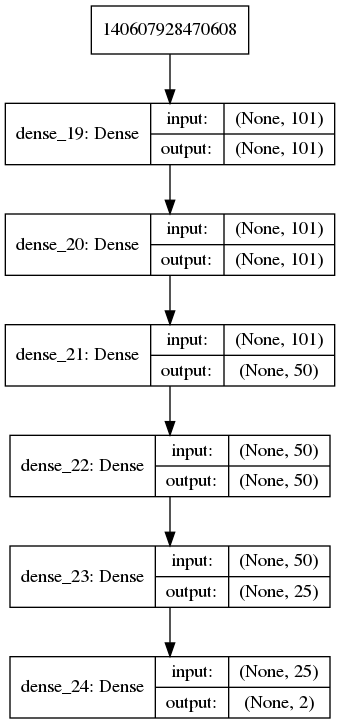 140607928470608
dense_19: Dense
input: (None, 101)
output: (None, 101)
dense_20: Dense
input: (None, 101)
output: (None, 101)
dense_21: Dense
input: (None, 101)
output: (None, 50)
dense_22: Dense
input: (None, 50)
output: (None, 50)
dense_23: Dense
input: (None, 50)
output: (None, 25)
dense_24: Dense
input: (None, 25)
output: (None, 2)